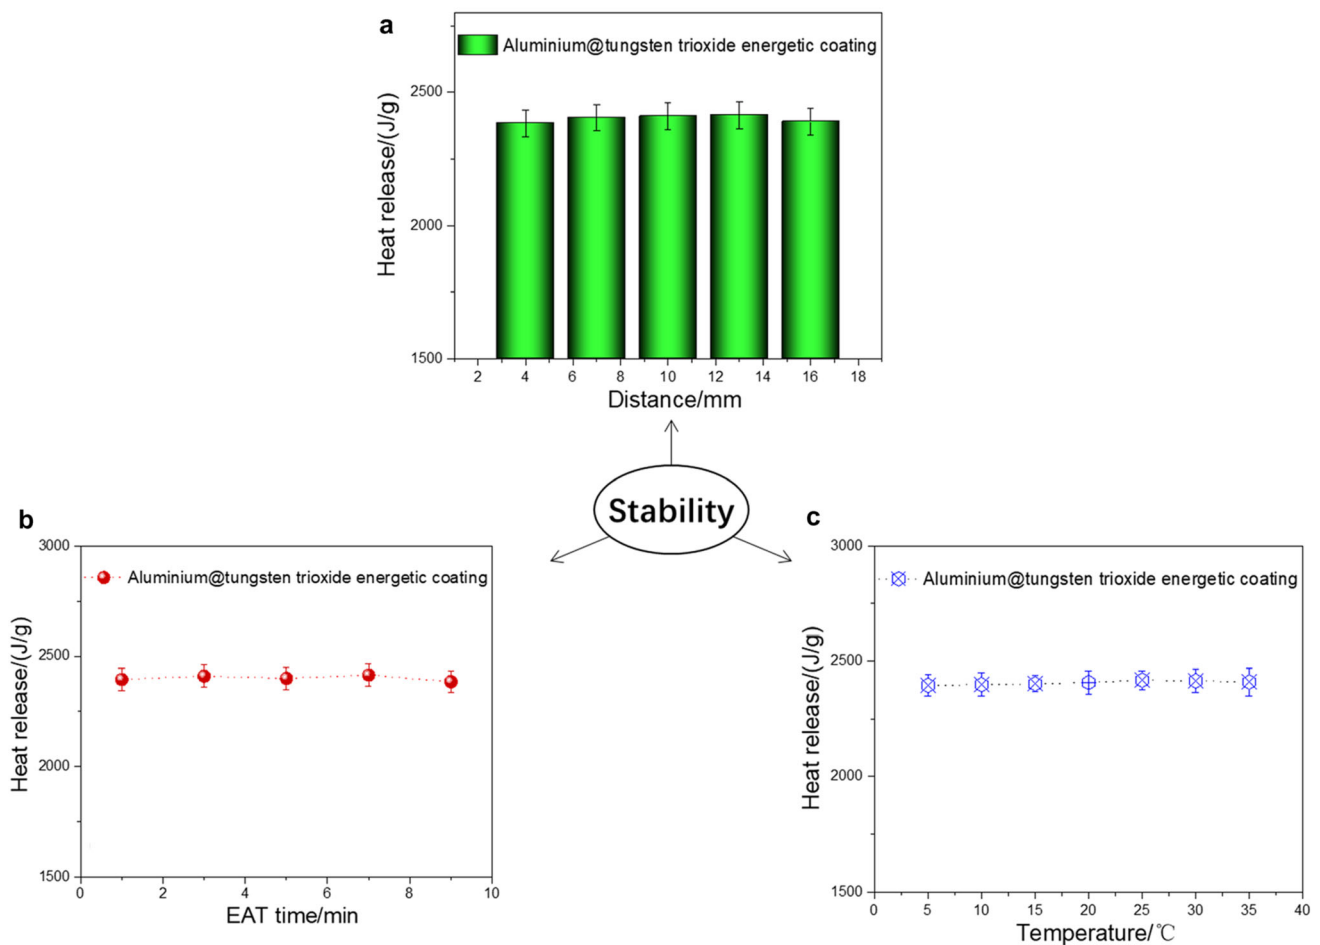 a
Aluminium@tungsten trioxide energetic coating
2500
2000
1500
Heat release/(J/g)
2 4 6 8 10 12 14 16 18
Distance/mm
Stability
b
3000
2500
2000
1500
Aluminium@tungsten trioxide energetic coating
Heat release/(J/g)
0 2 4 6 8 10
EAT time/min
c
3000
2500
2000
1500
Aluminium@tungsten trioxide energetic coating
Heat release/(J/g)
0 5 10 15 20 25 30 35 40
Temperature/℃